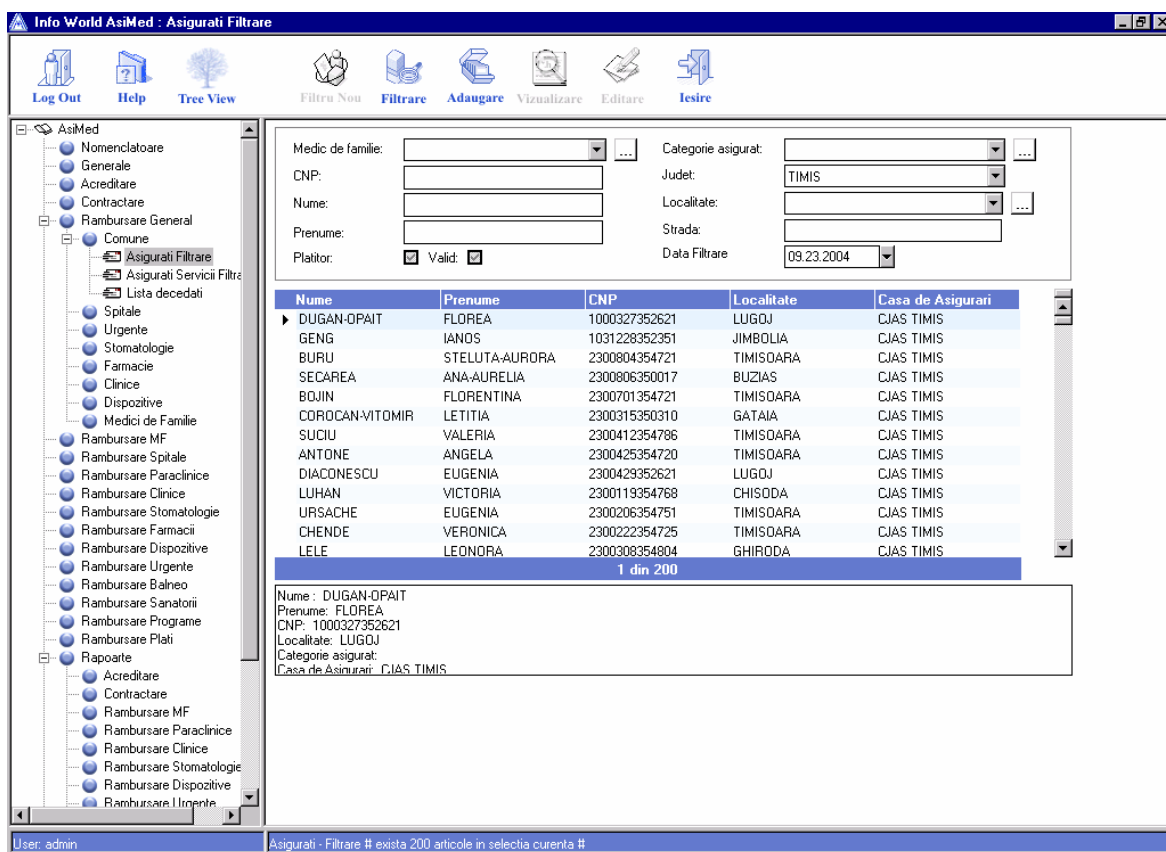 Info World AsiMed : Asigurati Filtrare
Log Out Help Tree View Filtru Nou Filtrare Adaugare Vizualizare Editare Iesire
AsiMed
Nomenclatoare
Generale
Acreditare
Contractare
Rambursare General
Comune
Asigurati Filtrare
Asigurati Servicii Filtra
Lista decedati
Spitale
Urgente
Stomatologie
Farmacie
Clinice
Dispozitive
Medici de Familie
Rambursare MF
Rambursare Spitale
Rambursare Paraclinice
Rambursare Clinice
Rambursare Stomatologie
Rambursare Farmacii
Rambursare Dispozitive
Rambursare Urgente
Rambursare Balneo
Rambursare Sanatorii
Rambursare Programe
Rambursare Plati
Rapoarte
Acreditare
Contractare
Rambursare MF
Rambursare Paraclinice
Rambursare Clinice
Rambursare Stomatologie
Rambursare Dispozitive
Rambursare Urgente
Medic de familie: ... Categorie asigurat: ...
CNP: Judet: TIMIS
Nume: Localitate: ...
Prenume: Strada:
Platitor: Valid: Data Filtrare 09.23.2004
Nume Prenume CNP Localitate Casa de Asigurari
DUGAN-OPAIT FLOREA 1000327352621 LUGOJ CJAS TIMIS
GENG IANOS 1031228352351 JIMBOLIA CJAS TIMIS
BURU STELUTA-AURORA 2300804354721 TIMISOARA CJAS TIMIS
SECAREA ANA-AURELIA 2300806350017 BUZIAS CJAS TIMIS
BOJIN FLORENTINA 2300701354721 TIMISOARA CJAS TIMIS
COROCAN-VITOMIR LETITIA 2300315350310 GATAIA CJAS TIMIS
SUCIU VALERIA 2300412354786 TIMISOARA CJAS TIMIS
ANTONE ANGELA 2300425354720 TIMISOARA CJAS TIMIS
DIACONESCU EUGENIA 2300429352621 LUGOJ CJAS TIMIS
LUHAN VICTORIA 2300119354768 CHISODA CJAS TIMIS
URSACHE EUGENIA 2300206354751 TIMISOARA CJAS TIMIS
CHENDE VERONICA 2300222354725 TIMISOARA CJAS TIMIS
LELE LEONORA 2300308354804 GHIRODA CJAS TIMIS
1 din 200
Nume : DUGAN-OPAIT
Prenume: FLOREA
CNP: 1000327352621
Localitate: LUGOJ
Categorie asigurat:
Casa de Asigurari: CJAS TIMIS
User: admin Asigurati - Filtrare # exista 200 articole in selectia curenta #